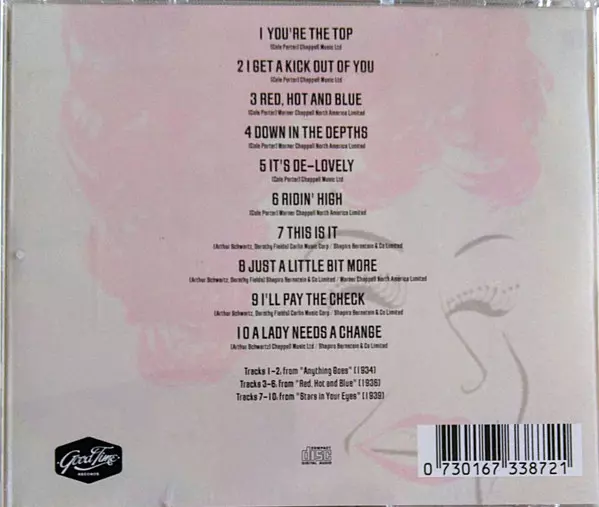 1 YOU'RE THE TOP
(Cole Porter) Chappell Music Ltd
2 I GET A KICK OUT OF YOU
(Cole Porter) Chappell Music Ltd
3 RED, HOT AND BLUE
(Cole Porter) Warner Chappell North America Limited
4 DOWN IN THE DEPTHS
(Cole Porter) Warner Chappell North America Limited
5 IT'S DE-LOVELY
(Cole Porter) Chappell Music Ltd
6 RIDIN' HIGH
(Cole Porter) Warner Chappell North America Limited
7 THIS IS IT
(Arthur Schwartz, Dorothy Fields) Carlin Music Corp / Shapiro Bernstein & Co Limited
8 JUST A LITTLE BIT MORE
(Arthur Schwartz, Dorothy Fields) Shapiro Bernstein & Co Limited / Warner Chappell North America Limited
9 I'LL PAY THE CHECK
(Arthur Schwartz, Dorothy Fields) Carlin Music Corp / Shapiro Bernstein & Co Limited
10 A LADY NEEDS A CHANGE
(Arthur Schwartz) Chappell Music Ltd / Shapiro Bernstein & Co Limited
Tracks 1-2, from "Anything Goes" (1934)
Tracks 3-6, from "Red, Hot and Blue" (1936)
Tracks 7-10, from "Stars in Your Eyes" (1939)
Good Time
RECORDS
COMPACT
disc
DIGITAL AUDIO
0 730167 338721